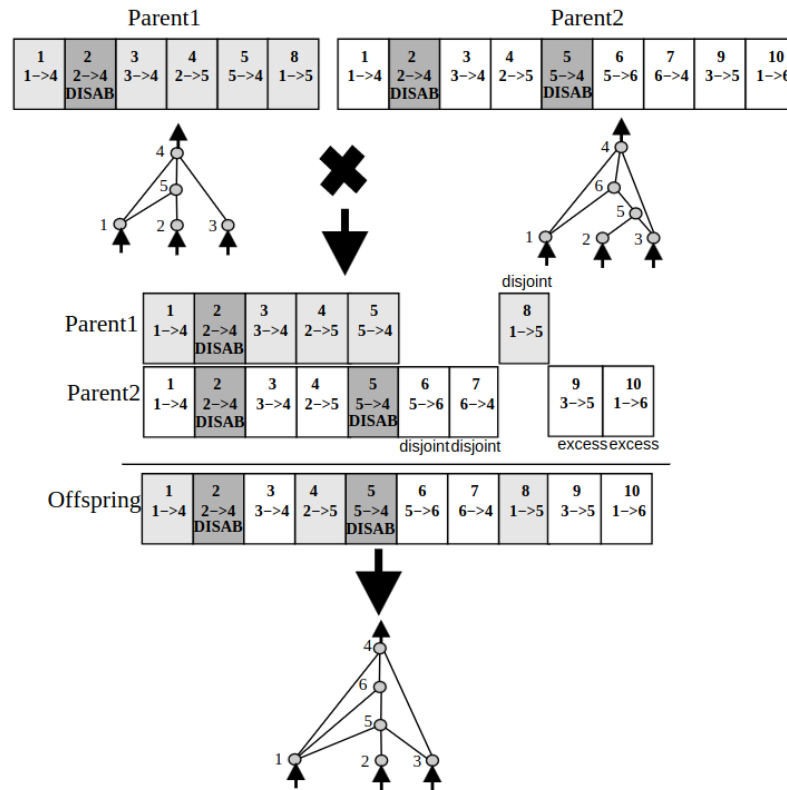 Parent1 Parent2
1 2 3 4 5 8 1 2 3 4 5 6 7 9 10
1->4 2->4 3->4 2->5 5->4 1->5 1->4 2->4 3->4 2->5 5->4 5->6 6->4 3->5 1->6
DISAB DISAB DISAB
4 4
5 6
5
1 2 3 1 2 3
disjoint
Parent1 1 2 3 4 5 8
1->4 2->4 3->4 2->5 5->4 1->5
DISAB
Parent2 1 2 3 4 5 6 7 9 10
1->4 2->4 3->4 2->5 5->4 5->6 6->4 3->5 1->6
DISAB DISAB
disjoint disjoint excess excess
Offspring 1 2 3 4 5 6 7 8 9 10
1->4 2->4 3->4 2->5 5->4 5->6 6->4 1->5 3->5 1->6
DISAB DISAB
4
6
5
1 2 3